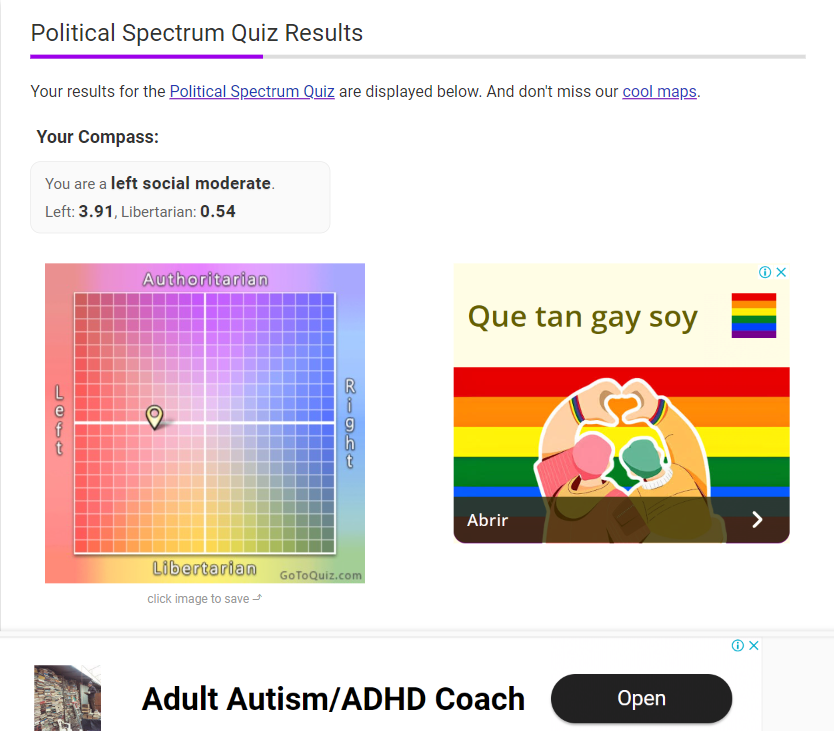 Political Spectrum Quiz Results
Your results for the Political Spectrum Quiz are displayed below. And don't miss our cool maps.
Your Compass:
You are a left social moderate.
Left: 3.91, Libertarian: 0.54
Authoritarian
Left
Right
Libertarian
GoToQuiz.com
click image to save
Que tan gay soy
Abrir
Adult Autism/ADHD Coach
Open